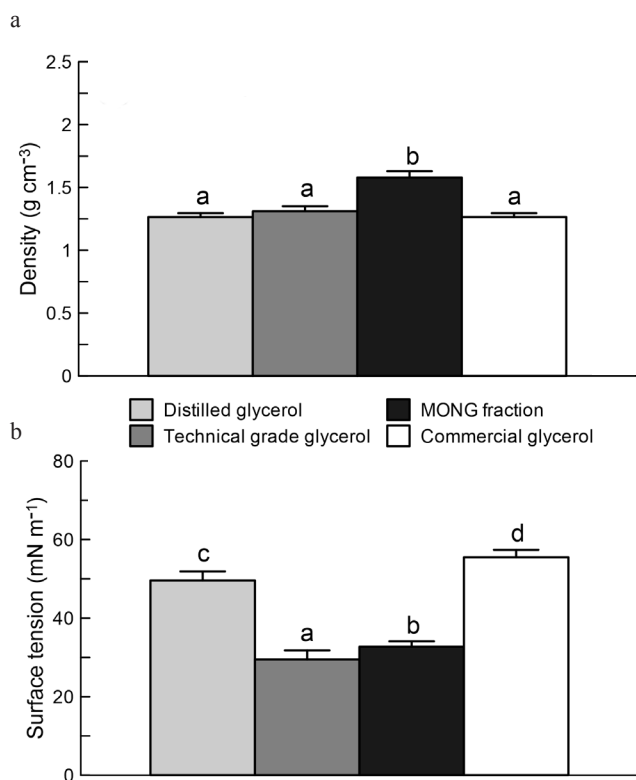 a
2.5
2
1.5
1
0.5
0
Density (g cm⁻³)
a
a
b
a
Distilled glycerol
MONG fraction
Technical grade glycerol
Commercial glycerol
b
80
60
40
20
0
Surface tension (mN m⁻¹)
c
a
b
d